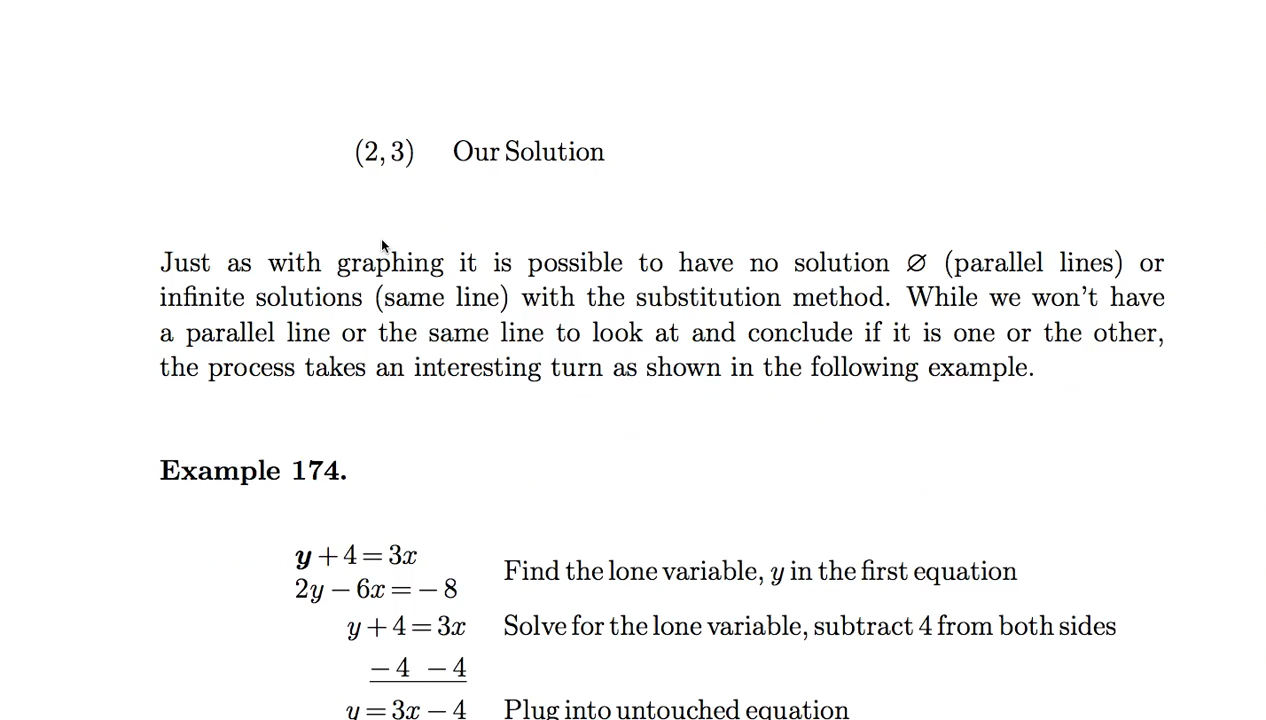 (2, 3) Our Solution
Just as with graphing it is possible to have no solution ∅ (parallel lines) or
infinite solutions (same line) with the substitution method. While we won't have
a parallel line or the same line to look at and conclude if it is one or the other,
the process takes an interesting turn as shown in the following example.
Example 174.
y + 4 = 3x
Find the lone variable, y in the first equation
2y − 6x = − 8
y + 4 = 3x Solve for the lone variable, subtract 4 from both sides
− 4 − 4
y = 3x − 4 Plug into untouched equation